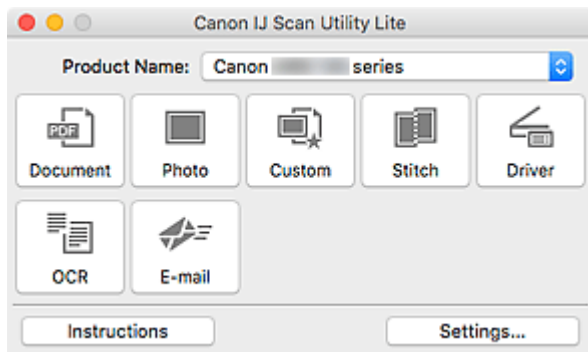 Canon IJ Scan Utility Lite
Product Name: Canon series
PDF
Document Photo Custom Stitch Driver
OCR E-mail
Instructions Settings...